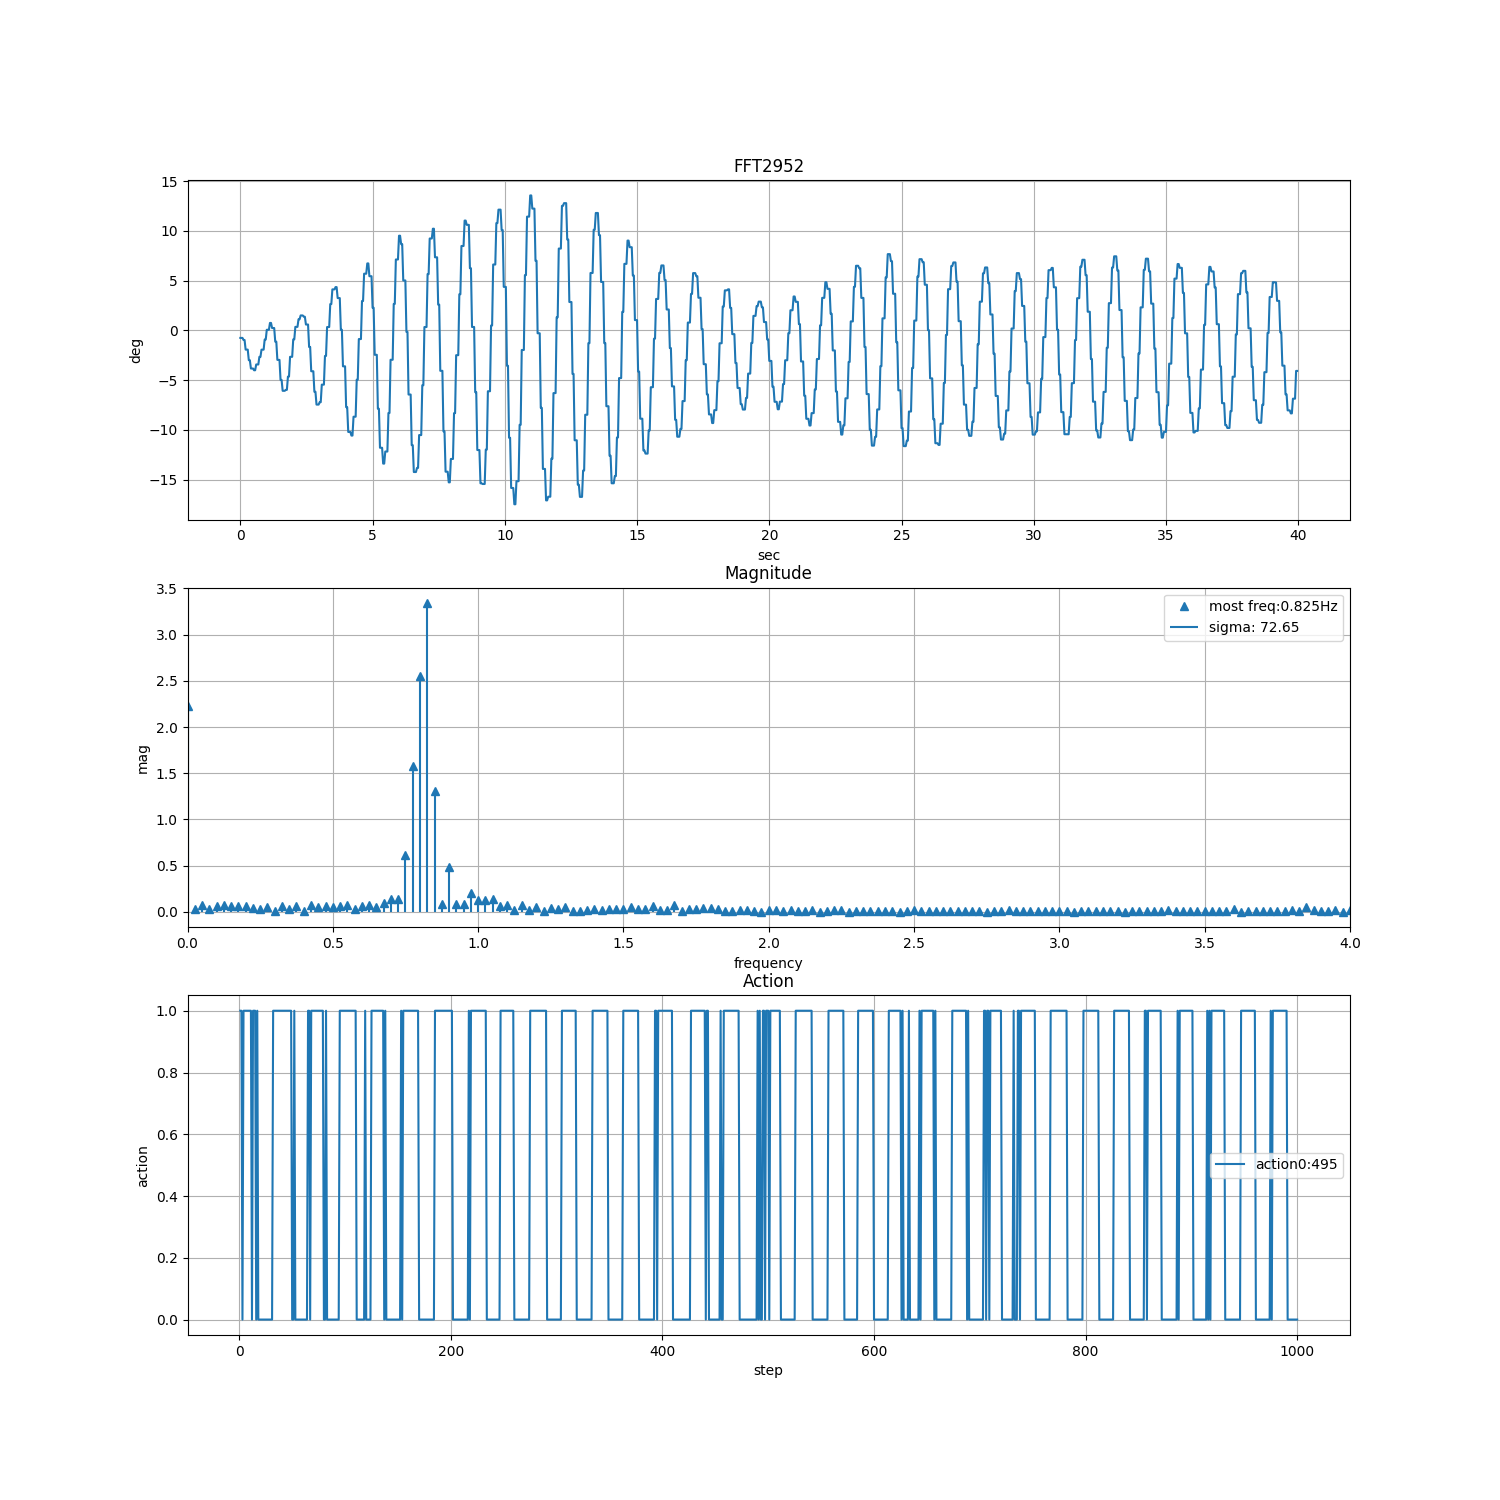 FFT2952
15
10
5
0
−5
−10
−15
deg
0 5 10 15 20 25 30 35 40
sec
Magnitude
3.5
3.0
2.5
2.0
1.5
1.0
0.5
0.0
mag
most freq:0.825Hz
sigma: 72.65
0.0 0.5 1.0 1.5 2.0 2.5 3.0 3.5 4.0
frequency
Action
1.0
0.8
0.6
0.4
0.2
0.0
action
action0:495
0 200 400 600 800 1000
step